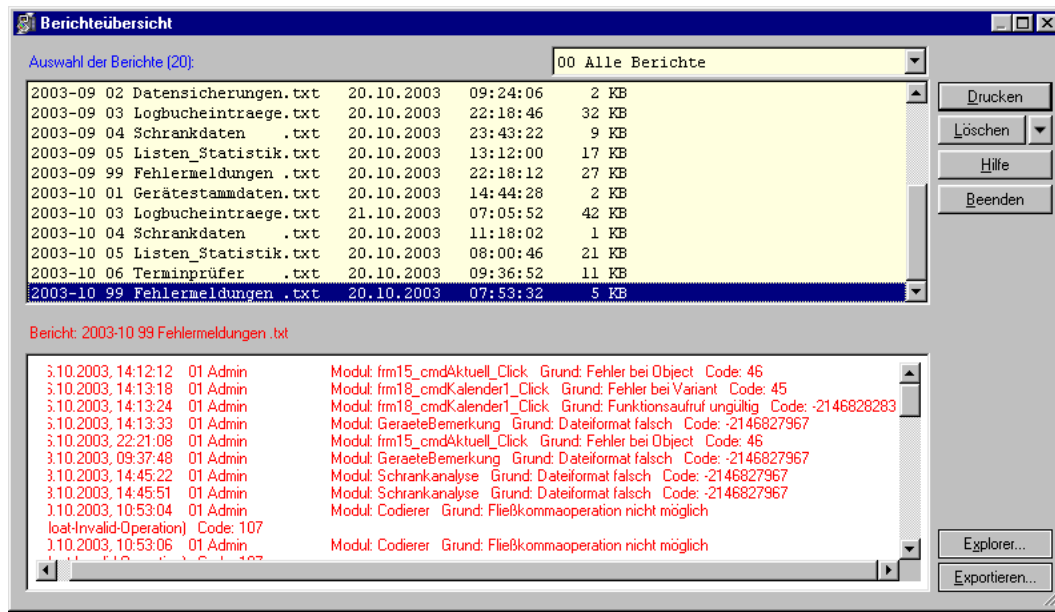 Berichteübersicht
Auswahl der Berichte (20):
00 Alle Berichte
2003-09 02 Datensicherungen.txt 20.10.2003 09:24:06 2 KB
2003-09 03 Logbucheintraege.txt 20.10.2003 22:18:46 32 KB
2003-09 04 Schrankdaten .txt 20.10.2003 23:43:22 9 KB
2003-09 05 Listen_Statistik.txt 20.10.2003 13:12:00 17 KB
2003-09 99 Fehlermeldungen .txt 20.10.2003 22:18:12 27 KB
2003-10 01 Gerätestammdaten.txt 20.10.2003 14:44:28 2 KB
2003-10 03 Logbucheintraege.txt 21.10.2003 07:05:52 42 KB
2003-10 04 Schrankdaten .txt 20.10.2003 11:18:02 1 KB
2003-10 05 Listen_Statistik.txt 20.10.2003 08:00:46 21 KB
2003-10 06 Terminprüfer .txt 20.10.2003 09:36:52 11 KB
2003-10 99 Fehlermeldungen .txt 20.10.2003 07:53:32 5 KB
Drucken
Löschen
Hilfe
Beenden
Bericht: 2003-10 99 Fehlermeldungen .txt
.10.2003, 14:12:12 01 Admin Modul: frm15_cmdAktuell_Click Grund: Fehler bei Object Code: 46
.10.2003, 14:13:18 01 Admin Modul: frm18_cmdKalender1_Click Grund: Fehler bei Variant Code: 45
.10.2003, 14:13:24 01 Admin Modul: frm18_cmdKalender1_Click Grund: Funktionsaufruf ungültig Code: -2146828283
.10.2003, 14:13:33 01 Admin Modul: GeraeteBemerkung Grund: Dateiformat falsch Code: -2146827967
.10.2003, 22:21:08 01 Admin Modul: frm15_cmdAktuell_Click Grund: Fehler bei Object Code: 46
.10.2003, 09:37:48 01 Admin Modul: GeraeteBemerkung Grund: Dateiformat falsch Code: -2146827967
.10.2003, 14:45:22 01 Admin Modul: Schrankanalyse Grund: Dateiformat falsch Code: -2146827967
.10.2003, 14:45:51 01 Admin Modul: Schrankanalyse Grund: Dateiformat falsch Code: -2146827967
.10.2003, 10:53:04 01 Admin Modul: Codierer Grund: Fließkommaoperation nicht möglich
loat-Invalid-Operation) Code: 107
.10.2003, 10:53:06 01 Admin Modul: Codierer Grund: Fließkommaoperation nicht möglich
Explorer...
Exportieren...